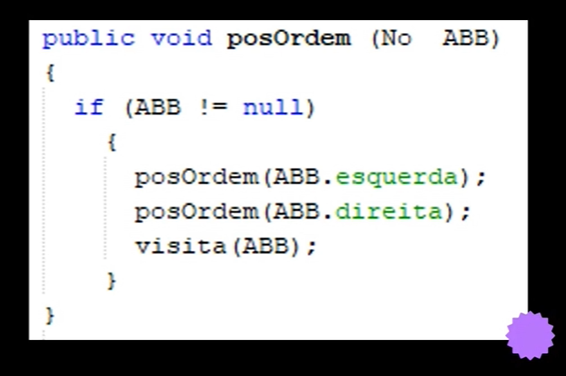 public void posOrdem (No  ABB)
{
if (ABB != null)
{
posOrdem(ABB.esquerda);
posOrdem(ABB.direita);
visita(ABB);
}
}